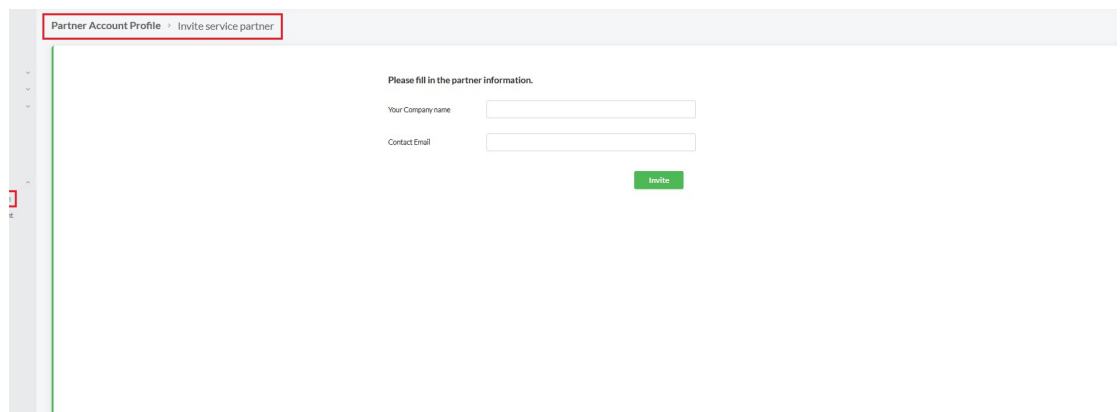 Partner Account Profile > Invite service partner
Please fill in the partner information.
Your Company name
Contact Email
Invite